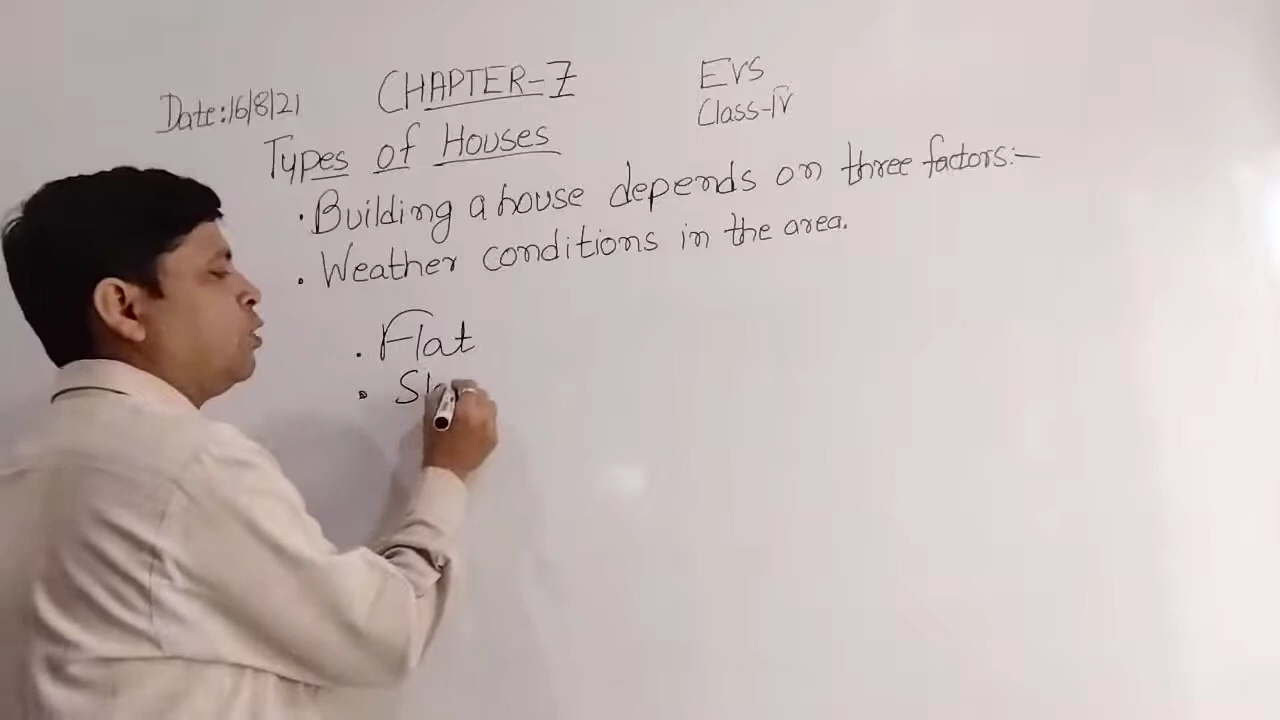 Date:16/8/21 CHAPTER-7 EVS
Class-IV
Types of Houses
• Building a house depends on three factors:-
• Weather conditions in the area.
• Flat
•